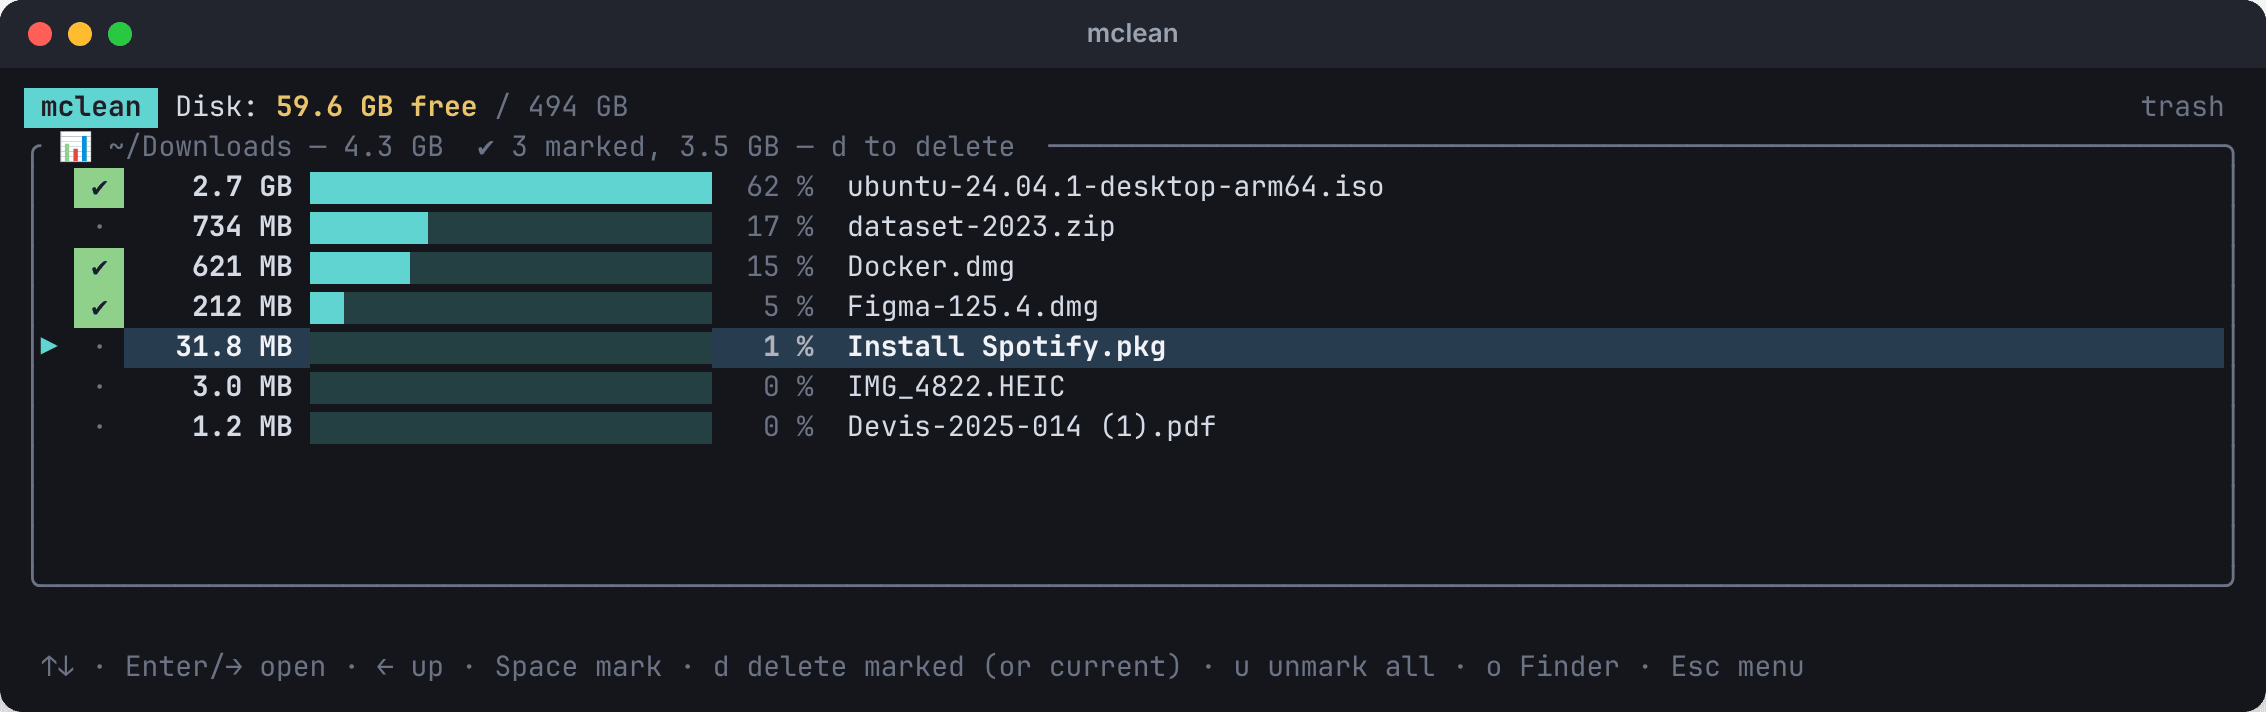 mclean
mclean Disk: 59.6 GB free / 494 GB trash
~/Downloads — 4.3 GB ✔ 3 marked, 3.5 GB — d to delete
✔ 2.7 GB 62 % ubuntu-24.04.1-desktop-arm64.iso
· 734 MB 17 % dataset-2023.zip
✔ 621 MB 15 % Docker.dmg
✔ 212 MB 5 % Figma-125.4.dmg
▶ · 31.8 MB 1 % Install Spotify.pkg
· 3.0 MB 0 % IMG_4822.HEIC
· 1.2 MB 0 % Devis-2025-014 (1).pdf
↑↓ · Enter/→ open · ← up · Space mark · d delete marked (or current) · u unmark all · o Finder · Esc menu